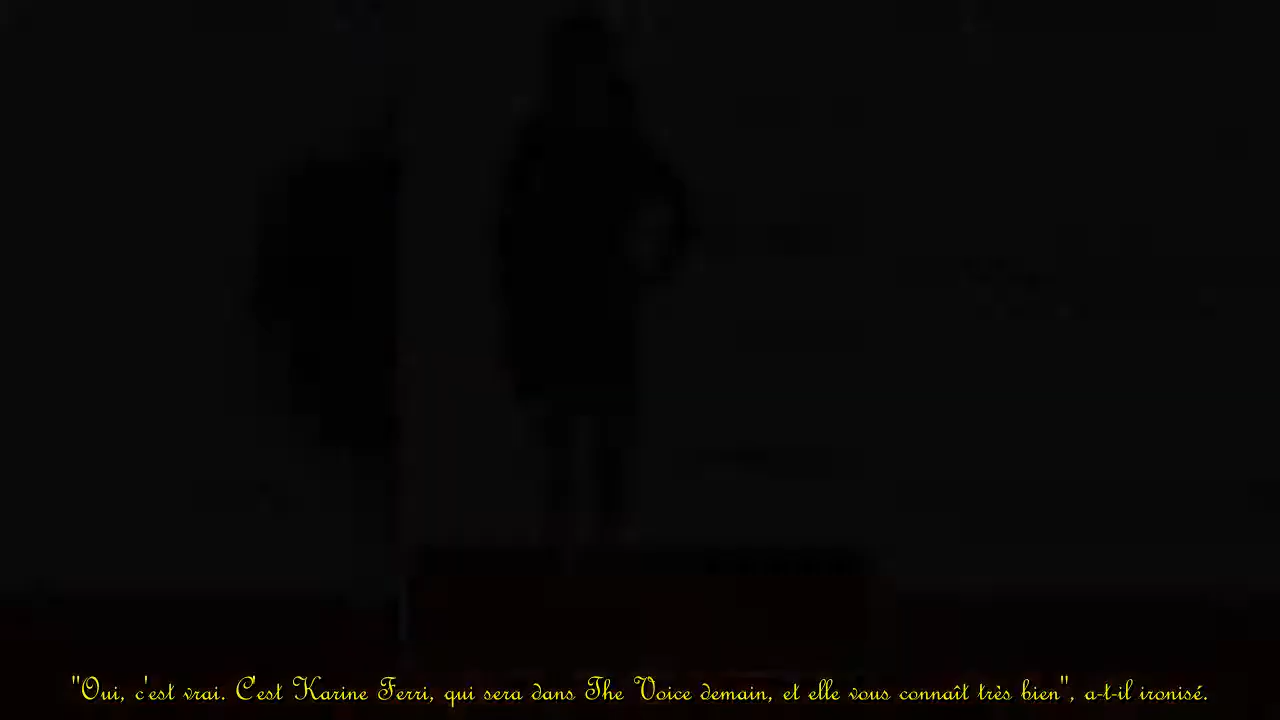 "Oui, c'est vrai. C'est Karine Ferri, qui sera dans The Voice demain, et elle vous connaît très bien", a-t-il ironisé.